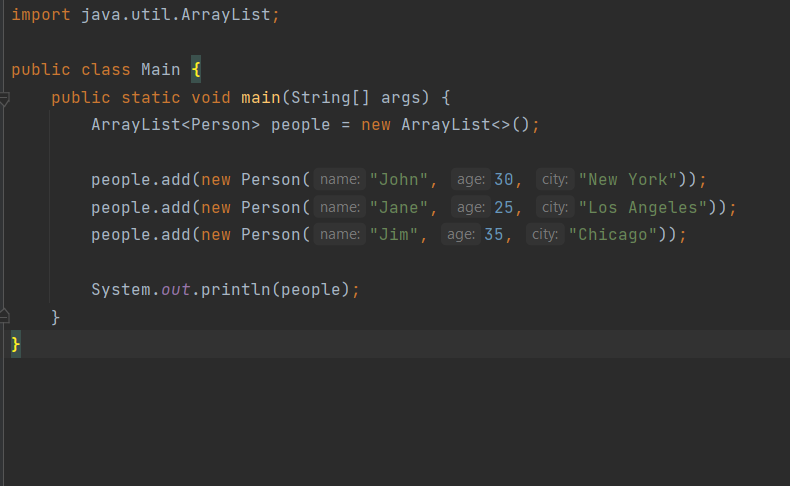 import java.util.ArrayList;
public class Main {
public static void main(String[] args) {
ArrayList<Person> people = new ArrayList<>();
people.add(new Person( name: "John", age: 30, city: "New York"));
people.add(new Person( name: "Jane", age: 25, city: "Los Angeles"));
people.add(new Person( name: "Jim", age: 35, city: "Chicago"));
System.out.println(people);
}
}